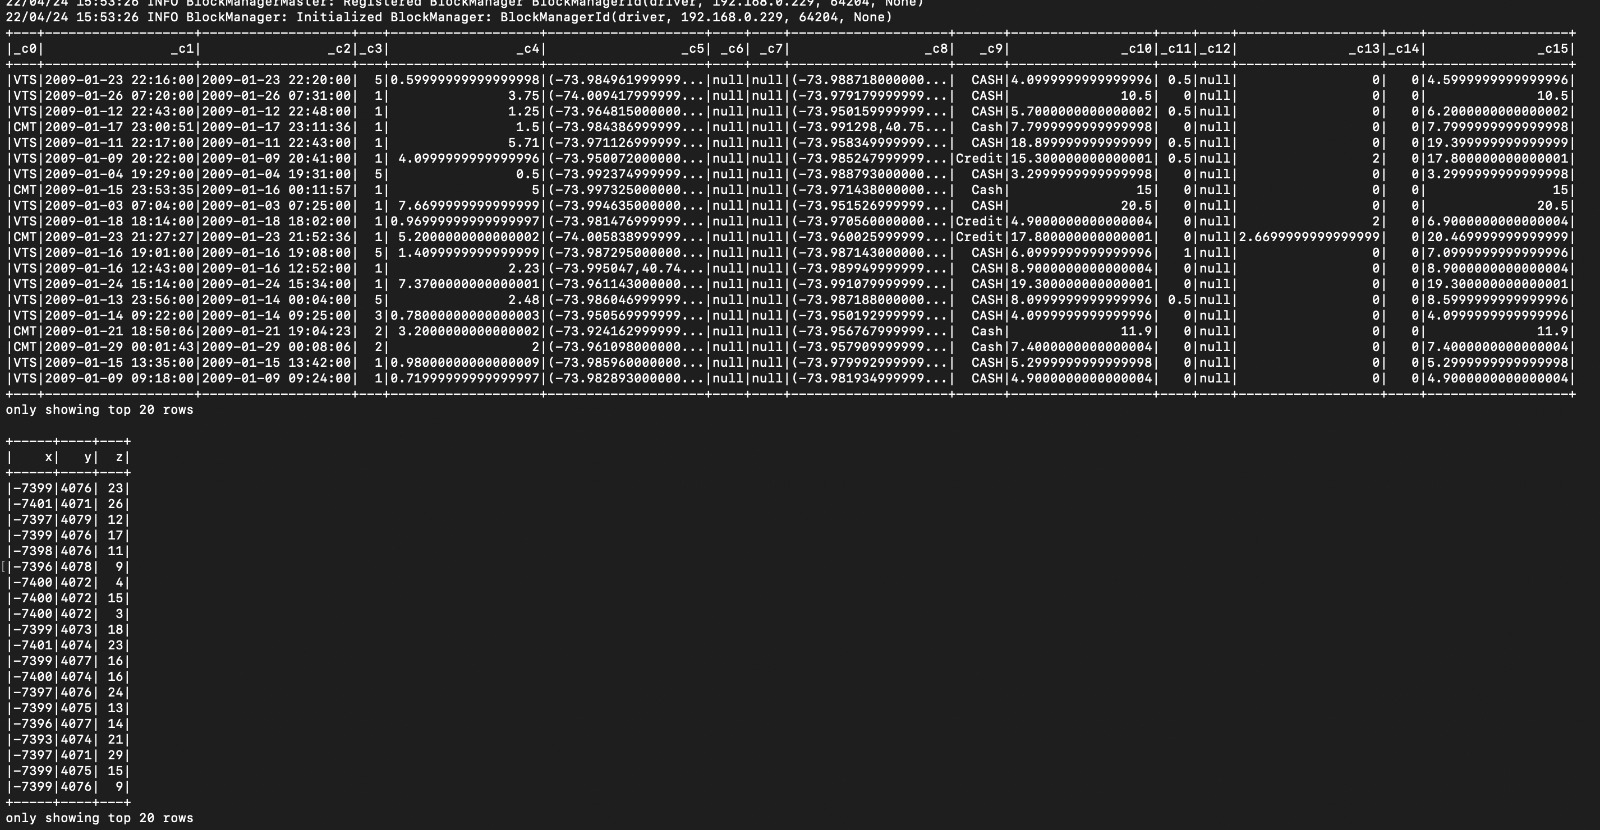 22/04/24 15:53:26 INFO BlockManagerMaster: Registered BlockManager BlockManagerId(driver, 192.168.0.229, 64204, None)
22/04/24 15:53:26 INFO BlockManager: Initialized BlockManager: BlockManagerId(driver, 192.168.0.229, 64204, None)
|_c0| _c1| _c2|_c3| _c4| _c5| _c6| _c7| _c8| _c9| _c10|_c11|_c12| _c13|_c14| _c15|
|VTS|2009-01-23 22:16:00|2009-01-23 22:20:00| 5|0.59999999999999998|(-73.984961999999...|null|null|(-73.988718000000...| CASH|4.0999999999999996| 0.5|null| 0| 0|4.5999999999999996|
|VTS|2009-01-26 07:20:00|2009-01-26 07:31:00| 1| 3.75|(-74.009417999999...|null|null|(-73.979179999999...| CASH| 10.5| 0|null| 0| 0| 10.5|
|VTS|2009-01-12 22:43:00|2009-01-12 22:48:00| 1| 1.25|(-73.964815000000...|null|null|(-73.950159999999...| CASH|5.7000000000000002| 0.5|null| 0| 0|6.2000000000000002|
|CMT|2009-01-17 23:00:51|2009-01-17 23:11:36| 1| 1.5|(-73.984386999999...|null|null|(-73.991298,40.75...| Cash|7.7999999999999998| 0|null| 0| 0|7.7999999999999998|
|VTS|2009-01-11 22:17:00|2009-01-11 22:43:00| 1| 5.71|(-73.971126999999...|null|null|(-73.958349999999...| CASH|18.899999999999999| 0.5|null| 0| 0|19.399999999999999|
|VTS|2009-01-09 20:22:00|2009-01-09 20:41:00| 1| 4.0999999999999996|(-73.950072000000...|null|null|(-73.985247999999...|Credit|15.300000000000001| 0.5|null| 2| 0|17.800000000000001|
|VTS|2009-01-04 19:29:00|2009-01-04 19:31:00| 5| 0.5|(-73.992374999999...|null|null|(-73.988793000000...| CASH|3.2999999999999998| 0|null| 0| 0|3.2999999999999998|
|CMT|2009-01-15 23:53:35|2009-01-16 00:11:57| 1| 5|(-73.997325000000...|null|null|(-73.971438000000...| Cash| 15| 0|null| 0| 0| 15|
|VTS|2009-01-03 07:04:00|2009-01-03 07:25:00| 1| 7.6699999999999999|(-73.994635000000...|null|null|(-73.951526999999...| CASH| 20.5| 0|null| 0| 0| 20.5|
|VTS|2009-01-18 18:14:00|2009-01-18 18:02:00| 1|0.96999999999999997|(-73.981476999999...|null|null|(-73.970560000000...|Credit|4.9000000000000004| 0|null| 2| 0|6.9000000000000004|
|CMT|2009-01-23 21:27:27|2009-01-23 21:52:36| 1| 5.2000000000000002|(-74.005838999999...|null|null|(-73.960025999999...|Credit|17.800000000000001| 0|null|2.6699999999999999| 0|20.469999999999999|
|VTS|2009-01-16 19:01:00|2009-01-16 19:08:00| 5| 1.4099999999999999|(-73.987295000000...|null|null|(-73.987143000000...| CASH|6.0999999999999996| 1|null| 0| 0|7.0999999999999996|
|VTS|2009-01-16 12:43:00|2009-01-16 12:52:00| 1| 2.23|(-73.995047,40.74...|null|null|(-73.989949999999...| CASH|8.9000000000000004| 0|null| 0| 0|8.9000000000000004|
|VTS|2009-01-24 15:14:00|2009-01-24 15:34:00| 1| 7.3700000000000001|(-73.961143000000...|null|null|(-73.991079999999...| CASH|19.300000000000001| 0|null| 0| 0|19.300000000000001|
|VTS|2009-01-13 23:56:00|2009-01-14 00:04:00| 5| 2.48|(-73.986046999999...|null|null|(-73.987188000000...| CASH|8.0999999999999996| 0.5|null| 0| 0|8.5999999999999996|
|VTS|2009-01-14 09:22:00|2009-01-14 09:25:00| 3|0.78000000000000003|(-73.950569000000...|null|null|(-73.950192999999...| CASH|4.0999999999999996| 0|null| 0| 0|4.0999999999999996|
|CMT|2009-01-21 18:50:06|2009-01-21 19:04:23| 2| 3.2000000000000002|(-73.924162999999...|null|null|(-73.956767999999...| Cash| 11.9| 0|null| 0| 0| 11.9|
|CMT|2009-01-29 00:01:43|2009-01-29 00:08:06| 2| 2|(-73.961098000000...|null|null|(-73.957909999999...| Cash|7.4000000000000004| 0|null| 0| 0|7.4000000000000004|
|VTS|2009-01-15 13:35:00|2009-01-15 13:42:00| 1|0.98000000000000009|(-73.985960000000...|null|null|(-73.979992999999...| CASH|5.2999999999999998| 0|null| 0| 0|5.2999999999999998|
|VTS|2009-01-09 09:18:00|2009-01-09 09:24:00| 1|0.71999999999999997|(-73.982893000000...|null|null|(-73.981934999999...| CASH|4.9000000000000004| 0|null| 0| 0|4.9000000000000004|
only showing top 20 rows
| x| y| z|
|-7399|4076| 23|
|-7401|4071| 26|
|-7397|4079| 12|
|-7399|4076| 17|
|-7398|4076| 11|
[|-7396|4078| 9|
|-7400|4072| 4|
|-7400|4072| 15|
|-7400|4072| 3|
|-7399|4073| 18|
|-7401|4074| 23|
|-7399|4077| 16|
|-7400|4074| 16|
|-7397|4076| 24|
|-7399|4075| 13|
|-7396|4077| 14|
|-7393|4074| 21|
|-7397|4071| 29|
|-7399|4075| 15|
|-7399|4076| 9|
only showing top 20 rows